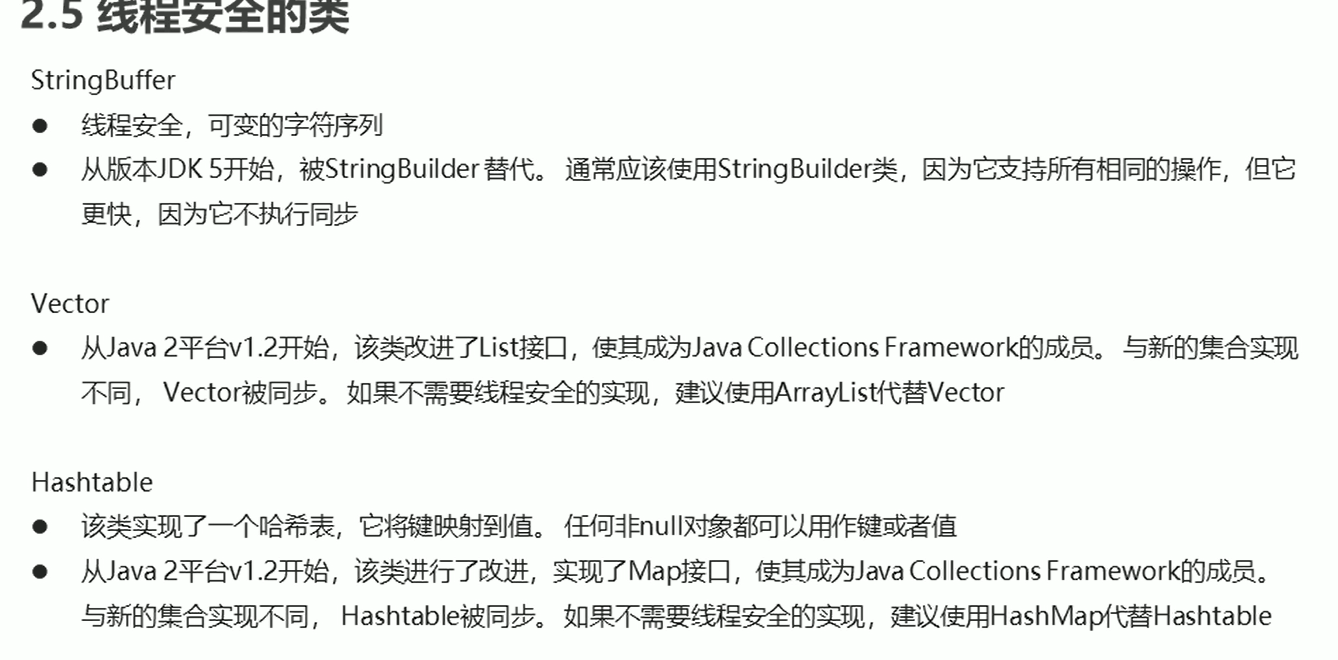 2.5 线程安全的类
StringBuffer
● 线程安全，可变的字符序列
● 从版本JDK 5开始，被StringBuilder 替代。 通常应该使用StringBuilder类，因为它支持所有相同的操作，但它
更快，因为它不执行同步
Vector
● 从Java 2平台v1.2开始，该类改进了List接口，使其成为Java Collections Framework的成员。 与新的集合实现
不同， Vector被同步。 如果不需要线程安全的实现，建议使用ArrayList代替Vector
Hashtable
● 该类实现了一个哈希表，它将键映射到值。 任何非null对象都可以用作键或者值
● 从Java 2平台v1.2开始，该类进行了改进，实现了Map接口，使其成为Java Collections Framework的成员。
与新的集合实现不同， Hashtable被同步。 如果不需要线程安全的实现，建议使用HashMap代替Hashtable